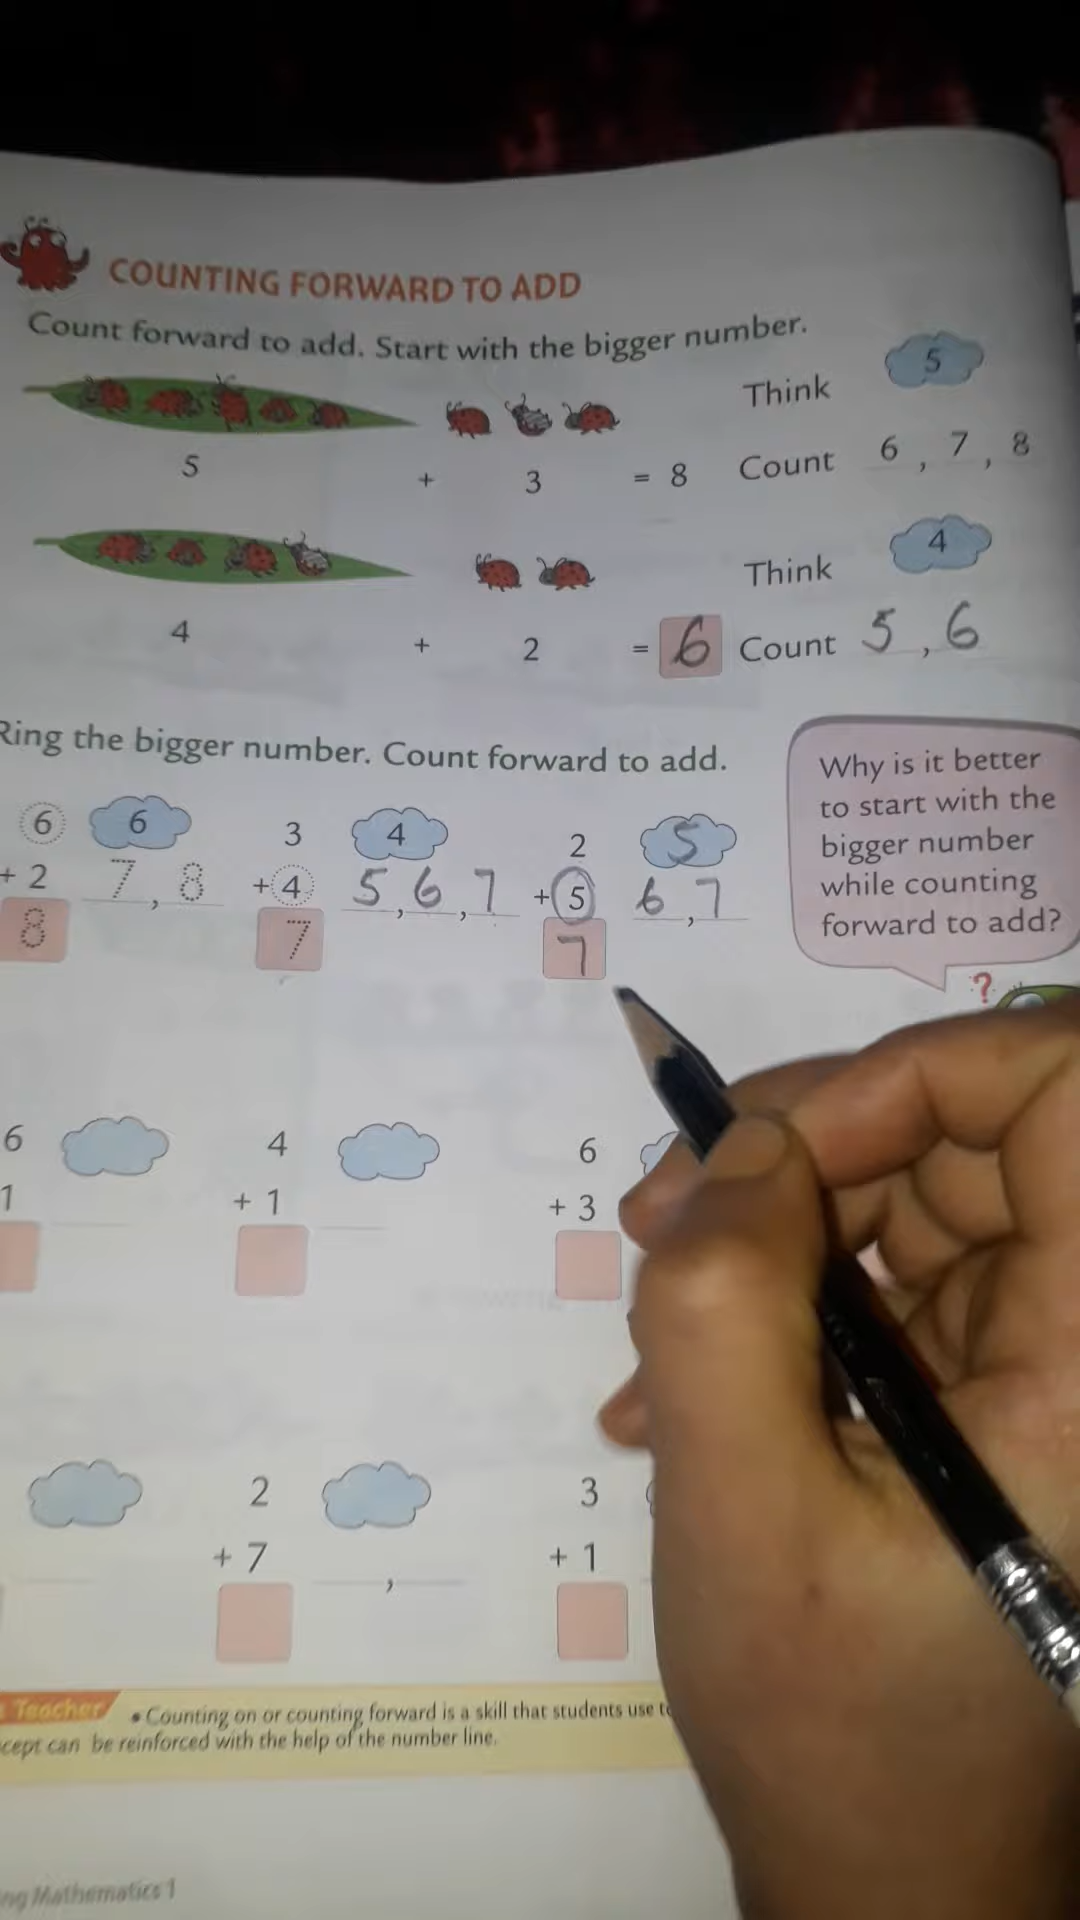 COUNTING FORWARD TO ADD
Count forward to add. Start with the bigger number.
Think 5
5 + 3 = 8 Count 6 , 7 , 8
Think 4
4 + 2 = 6 Count 5 , 6
Ring the bigger number. Count forward to add.
6 6 3 4 2 5
+ 2 7 , 8 + 4 5 , 6 , 7 + 5 6 , 7
8 7 7
Why is it better
to start with the
bigger number
while counting
forward to add?
?
6 4 6
1 + 1 + 3
2 3
+ 7 , + 1
Teacher • Counting on or counting forward is a skill that students use
can be reinforced with the help of the number line.
Mathematics 1